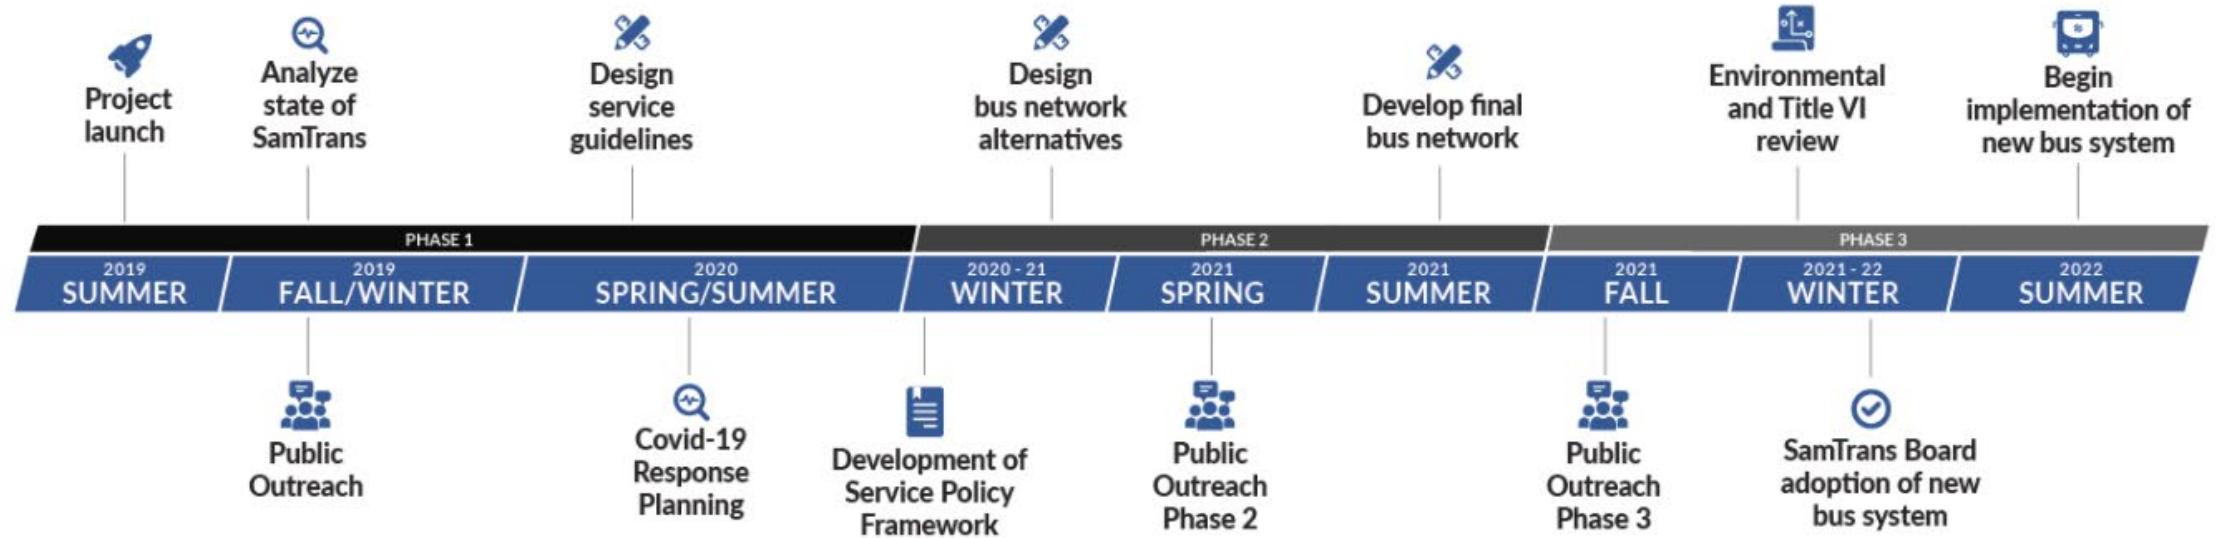 Project
launch
Analyze
state of
SamTrans
Design
service
guidelines
Design
bus network
alternatives
Develop final
bus network
Environmental
and Title VI
review
Begin
implementation of
new bus system
PHASE 1
PHASE 2
PHASE 3
2019
SUMMER
2019
FALL/WINTER
2020
SPRING/SUMMER
2020 - 21
WINTER
2021
SPRING
2021
SUMMER
2021
FALL
2021 - 22
WINTER
2022
SUMMER
Public
Outreach
Covid-19
Response
Planning
Development of
Service Policy
Framework
Public
Outreach
Phase 2
Public
Outreach
Phase 3
SamTrans Board
adoption of new
bus system